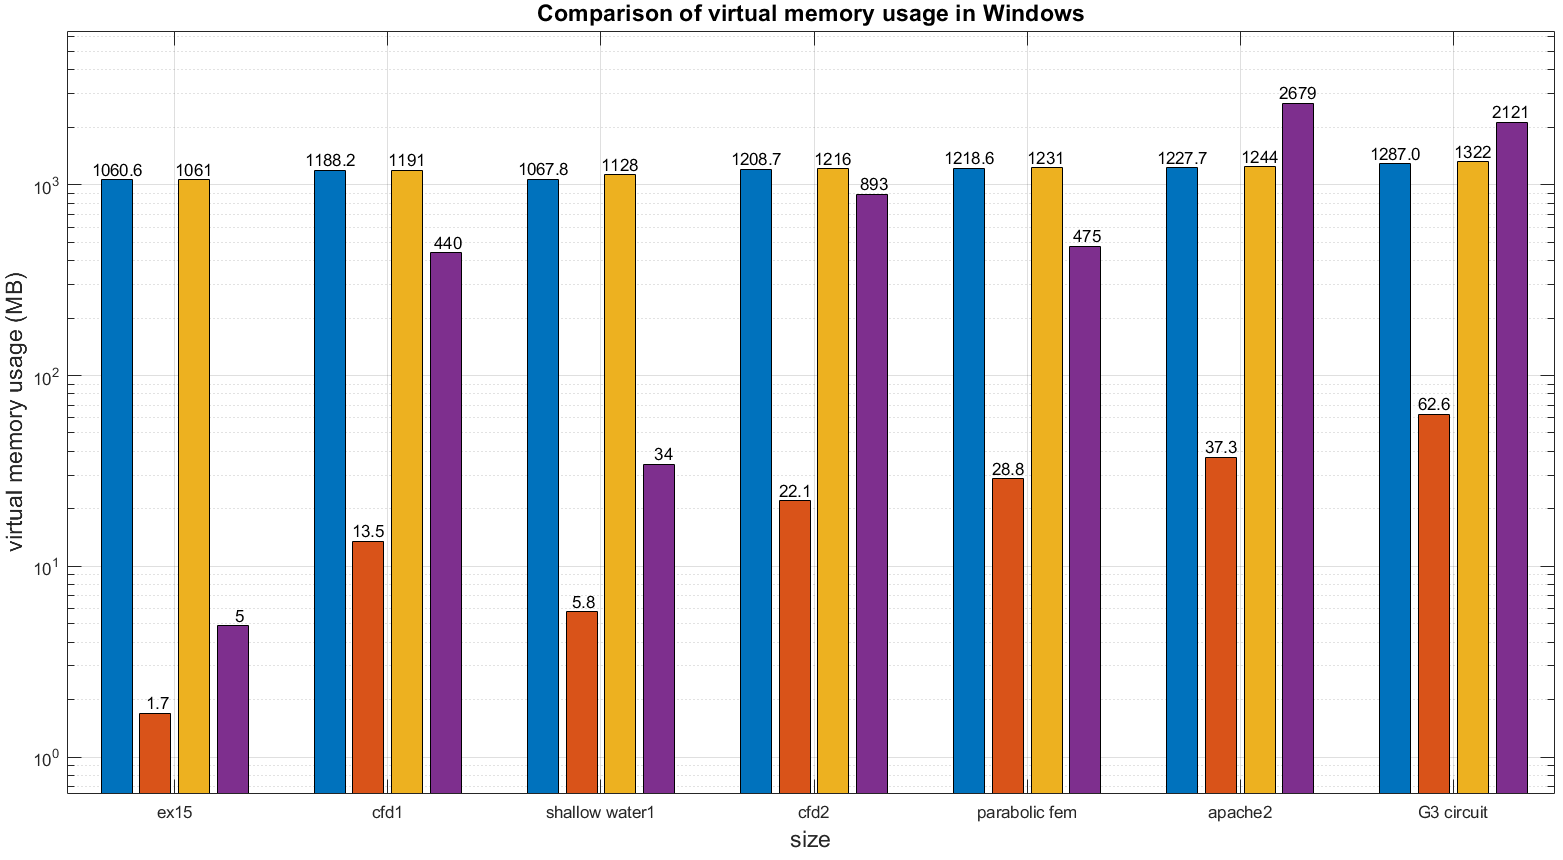 Comparison of virtual memory usage in Windows
virtual memory usage (MB)
10^3
10^2
10^1
10^0
1060.6 1.7 1061 5
1188.2 13.5 1191 440
1067.8 5.8 1128 34
1208.7 22.1 1216 893
1218.6 28.8 1231 475
1227.7 37.3 1244 2679
1287.0 62.6 1322 2121
ex15 cfd1 shallow water1 cfd2 parabolic fem apache2 G3 circuit
size